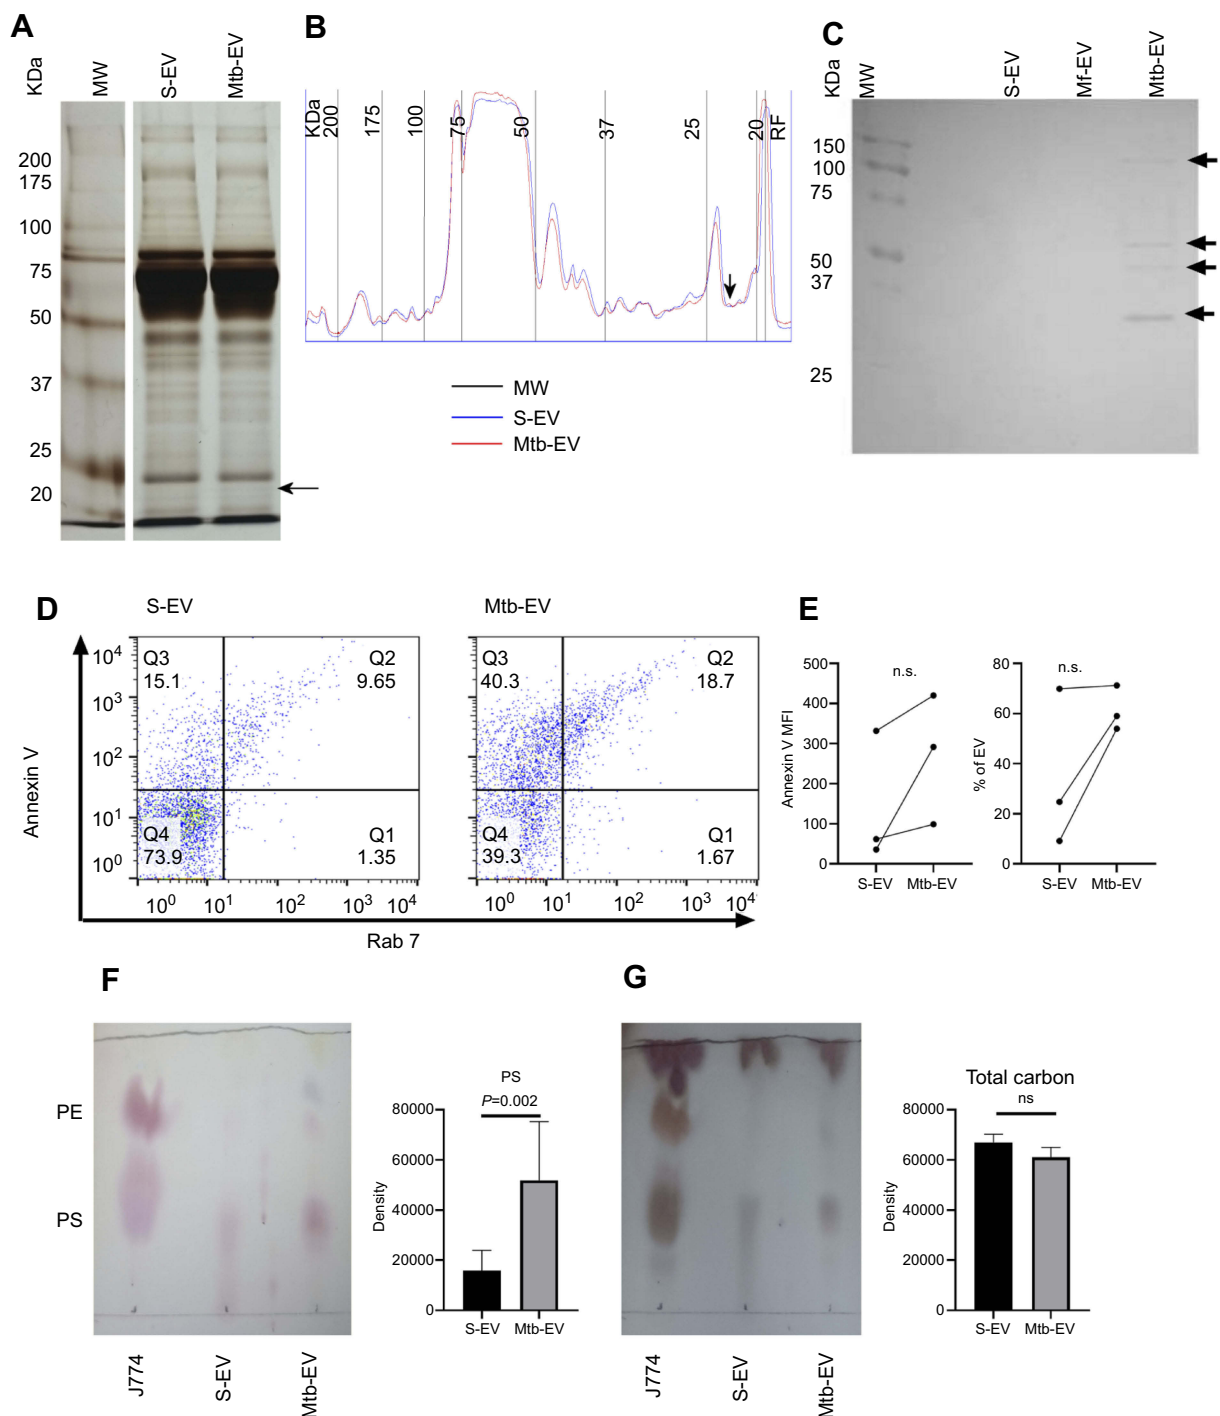 A
KDa
MW
S-EV
Mtb-EV
200
175
100
75
50
37
25
20
B
KDa
200
175
100
75
50
37
25
20
RF
MW
S-EV
Mtb-EV
C
KDa
MW
S-EV
Mf-EV
Mtb-EV
150
100
75
50
37
25
D
S-EV
Mtb-EV
Annexin V
10⁴
10³
10²
10¹
10⁰
Q3
15.1
Q2
9.65
Q4
73.9
Q1
1.35
10⁰ 10¹ 10² 10³ 10⁴
Q3
40.3
Q2
18.7
Q4
39.3
Q1
1.67
10⁰ 10¹ 10² 10³ 10⁴
Rab 7
E
Annexin V MFI
500
400
300
200
100
0
n.s.
S-EV Mtb-EV
% of EV
80
60
40
20
0
n.s.
S-EV Mtb-EV
F
PE
PS
J774
S-EV
Mtb-EV
PS
P=0.002
Density
80000
60000
40000
20000
0
S-EV Mtb-EV
G
J774
S-EV
Mtb-EV
Total carbon
ns
Density
80000
60000
40000
20000
0
S-EV Mtb-EV